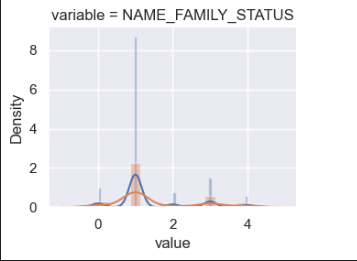 variable = NAME_FAMILY_STATUS
8
6
4
2
0
Density
0 2 4
value